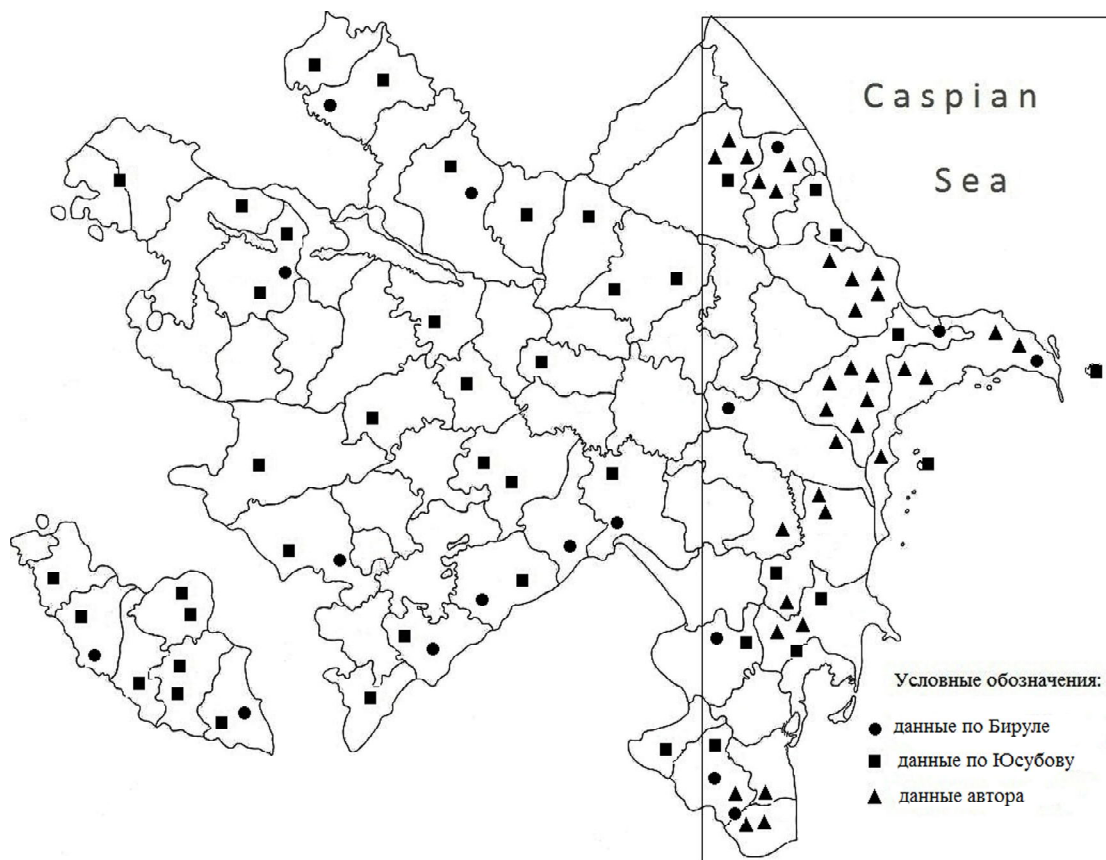 Caspian
Sea
Условные обозначения:
данные по Бируле
данные по Юсубову
данные автора